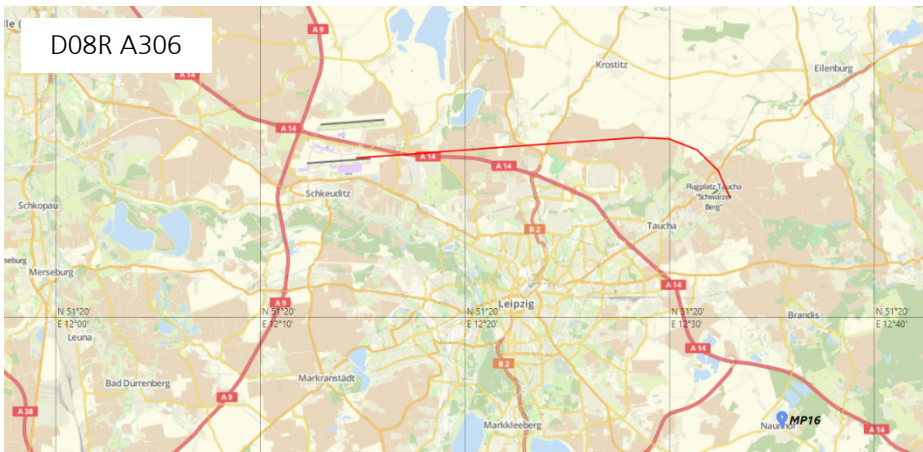 D08R A306
A 9
Krostitz
Eilenburg
A 14
A 14
A 14
A 14
Schkeuditz
Flugplatz Taucha
"Schwarzer
Berg"
Schkopau
Taucha
B 2
Merseburg
A 9
A 14
Leipzig
N 51°20'
E 12°00'
N 51°20'
E 12°10'
N 51°20'
E 12°20'
N 51°20'
E 12°30'
N 51°20'
E 12°40'
Brandis
Leuna
A 14
B 2
Bad Dürrenberg
Markranstädt
A 9
A 38
Markkleeberg
MP16
Naunhof
A 14